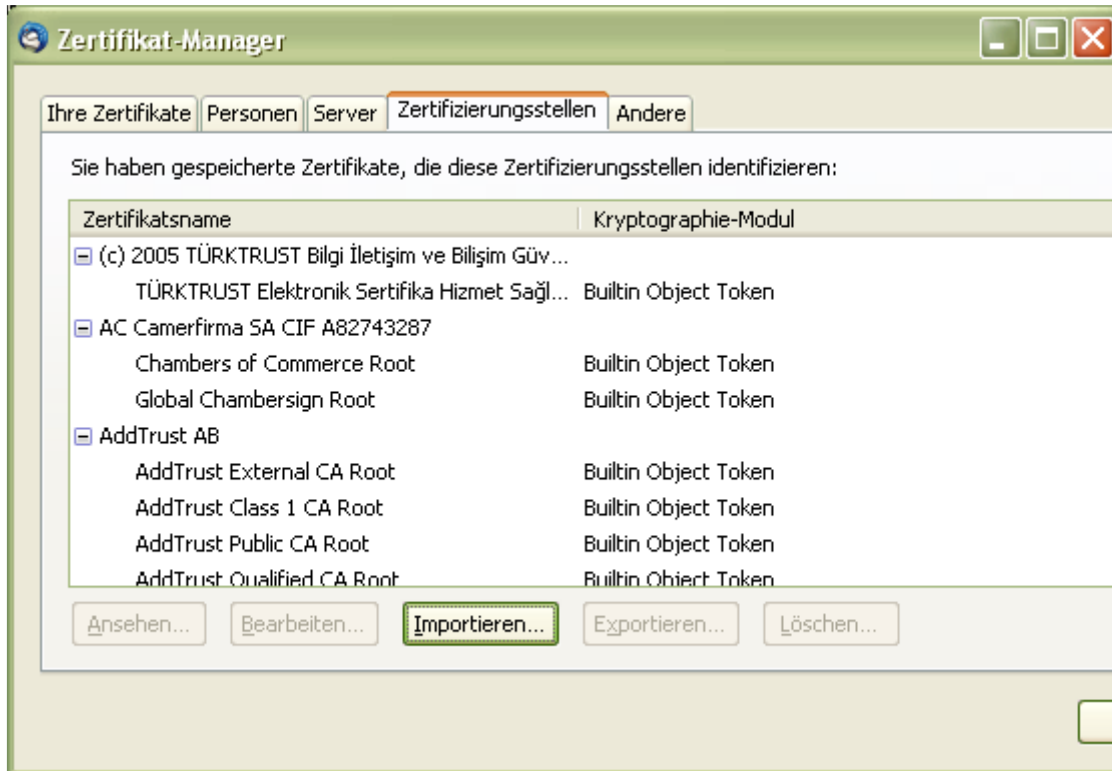 Zertifikat-Manager
Ihre Zertifikate Personen Server Zertifizierungsstellen Andere
Sie haben gespeicherte Zertifikate, die diese Zertifizierungsstellen identifizieren:
Zertifikatsname Kryptographie-Modul
(c) 2005 TÜRKTRUST Bilgi İletişim ve Bilişim Güv...
TÜRKTRUST Elektronik Sertifika Hizmet Sağl... Builtin Object Token
AC Camerfirma SA CIF A82743287
Chambers of Commerce Root Builtin Object Token
Global Chambersign Root Builtin Object Token
AddTrust AB
AddTrust External CA Root Builtin Object Token
AddTrust Class 1 CA Root Builtin Object Token
AddTrust Public CA Root Builtin Object Token
AddTrust Qualified CA Root Builtin Object Token
Ansehen... Bearbeiten... Importieren... Exportieren... Löschen...